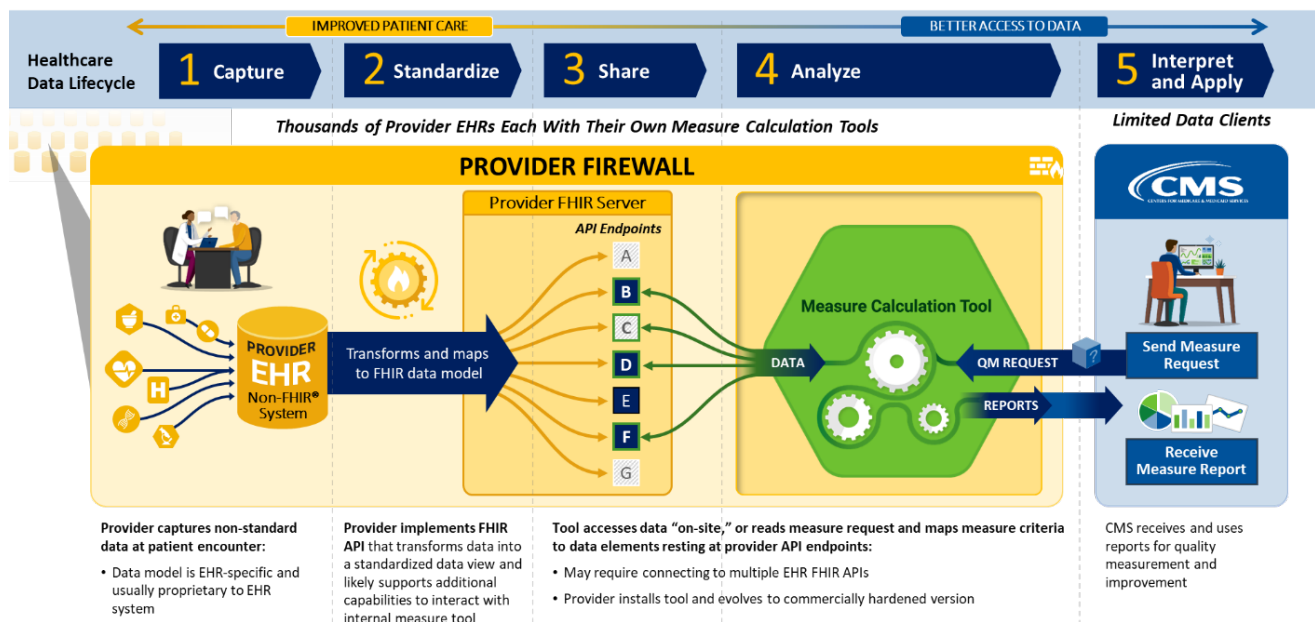 IMPROVED PATIENT CARE
BETTER ACCESS TO DATA
Healthcare
Data Lifecycle
1 Capture
2 Standardize
3 Share
4 Analyze
5 Interpret
and Apply
Thousands of Provider EHRs Each With Their Own Measure Calculation Tools
Limited Data Clients
PROVIDER FIREWALL
CMS
CENTERS FOR MEDICARE & MEDICAID SERVICES
Provider FHIR Server
API Endpoints
A
B
C
D
E
F
G
H
PROVIDER
EHR
Non-FHIR®
System
Transforms and maps
to FHIR data model
DATA
Measure Calculation Tool
QM REQUEST
?
REPORTS
Send Measure
Request
Receive
Measure Report
Provider captures non-standard
data at patient encounter:
• Data model is EHR-specific and
usually proprietary to EHR
system
Provider implements FHIR
API that transforms data into
a standardized data view and
likely supports additional
capabilities to interact with
internal measure tool
Tool accesses data “on-site,” or reads measure request and maps measure criteria
to data elements resting at provider API endpoints:
• May require connecting to multiple EHR FHIR APIs
• Provider installs tool and evolves to commercially hardened version
CMS receives and uses
reports for quality
measurement and
improvement